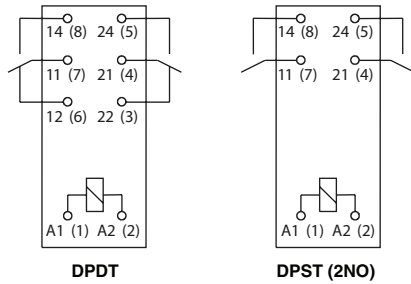 14 (8) 24 (5) 14 (8) 24 (5)
11 (7) 21 (4) 11 (7) 21 (4)
12 (6) 22 (3)
A1 (1) A2 (2) A1 (1) A2 (2)
DPDT DPST (2NO)